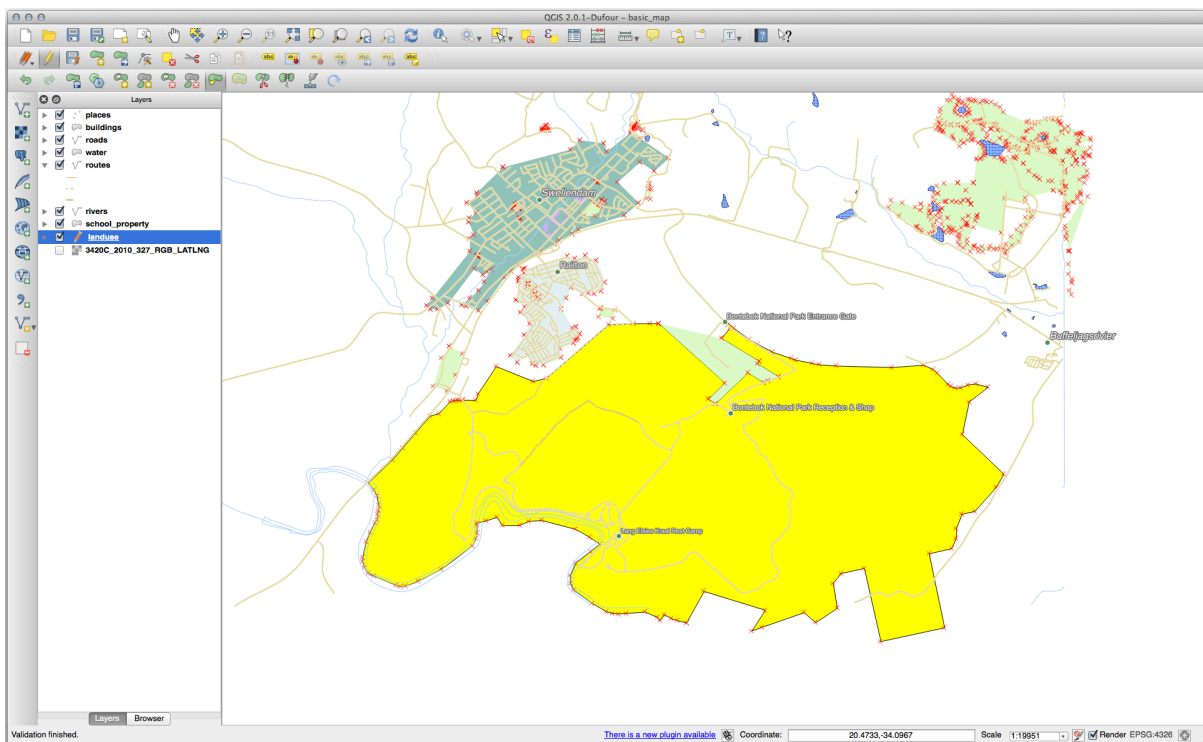 QGIS 2.0.1-Dufour - basic_map
Layers
places
buildings
roads
water
routes
rivers
school_property
landuse
3420C_2010_327_RGB_LATLNG
Swellendam
Railton
Bontebok National Park Entrance Gate
Buffeljagsrivier
Bontebok National Park Reception & Shop
Lang Elsies Kraal Rest Camp
Layers
Browser
Validation finished.
There is a new plugin available
Coordinate:
20.4733,-34.0967
Scale
1:19951
Render
EPSG:4326